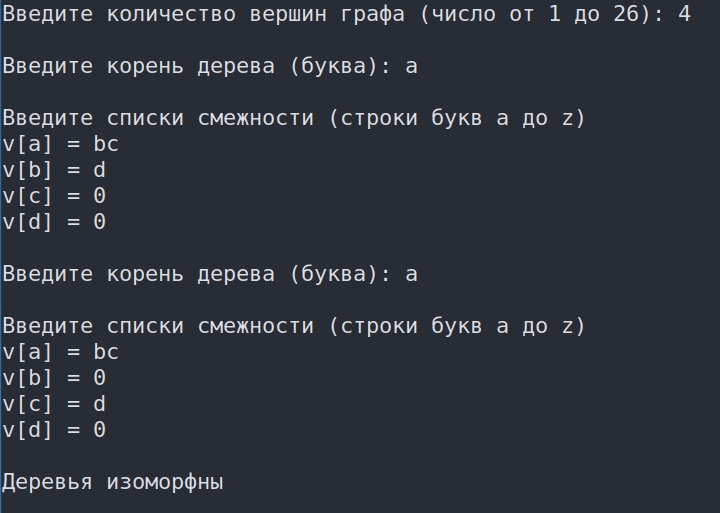 Введите количество вершин графа (число от 1 до 26): 4
Введите корень дерева (буква): a
Введите списки смежности (строки букв a до z)
v[a] = bc
v[b] = d
v[c] = 0
v[d] = 0
Введите корень дерева (буква): a
Введите списки смежности (строки букв a до z)
v[a] = bc
v[b] = 0
v[c] = d
v[d] = 0
Деревья изоморфны